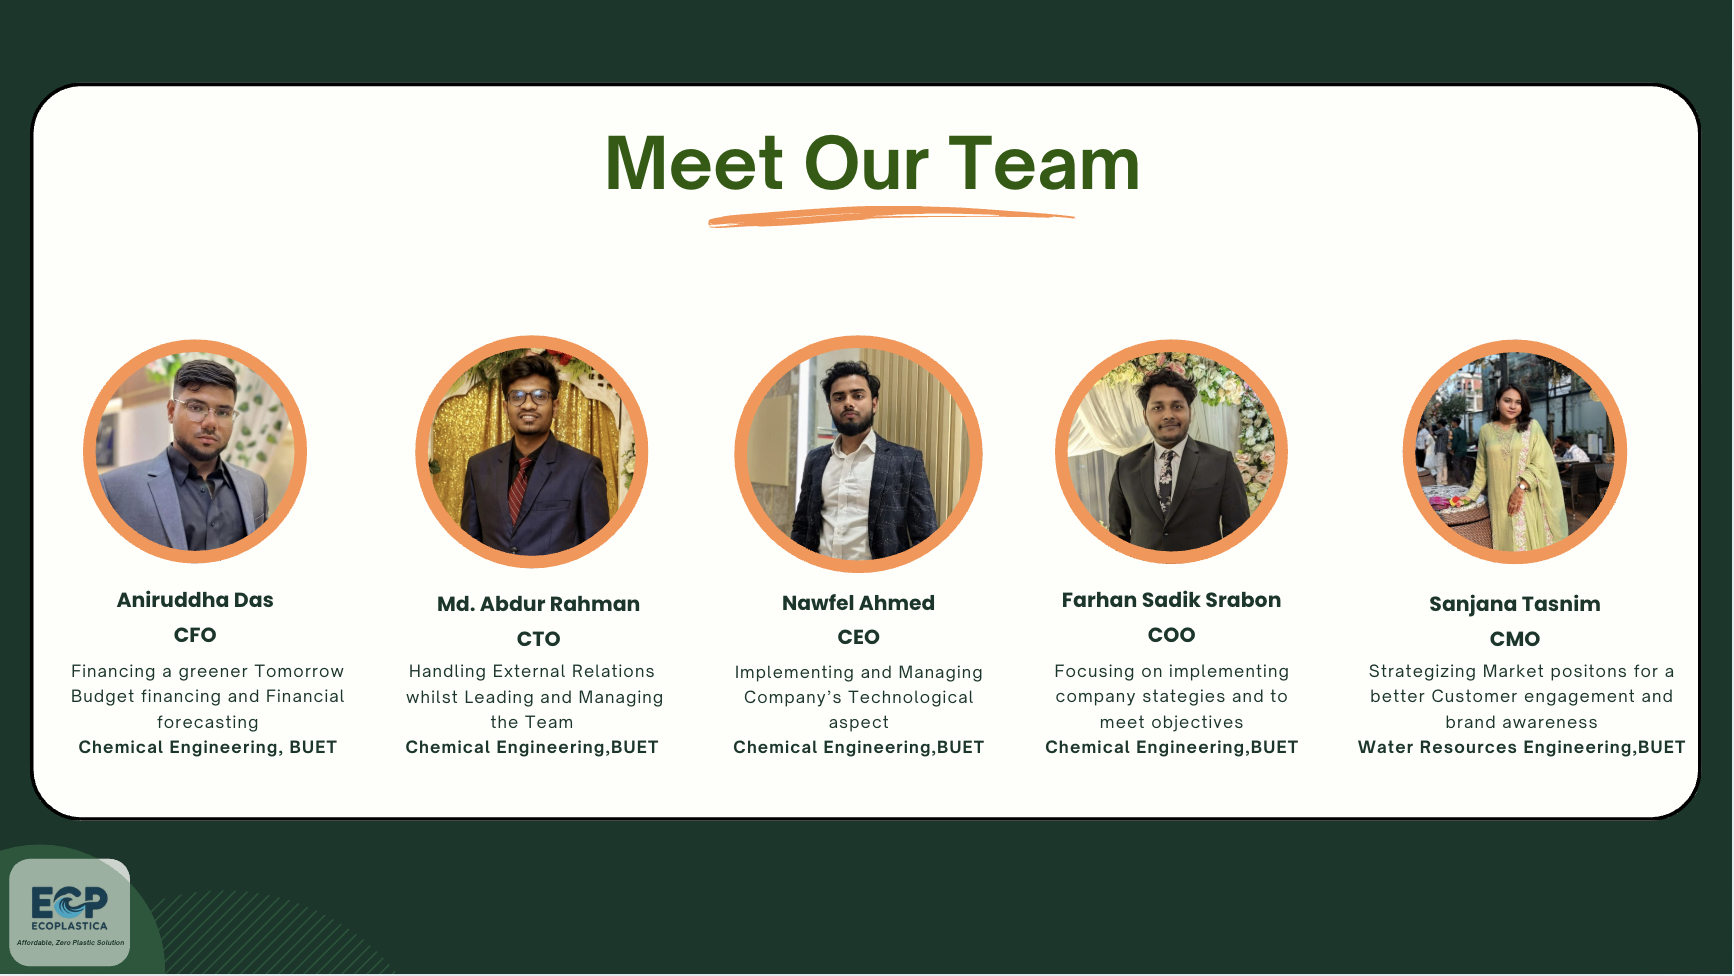 Meet Our Team
Aniruddha Das
CFO
Financing a greener Tomorrow
Budget financing and Financial
forecasting
Chemical Engineering, BUET
Md. Abdur Rahman
CTO
Handling External Relations
whilst Leading and Managing
the Team
Chemical Engineering,BUET
Nawfel Ahmed
CEO
Implementing and Managing
Company’s Technological
aspect
Chemical Engineering,BUET
Farhan Sadik Srabon
COO
Focusing on implementing
company stategies and to
meet objectives
Chemical Engineering,BUET
Sanjana Tasnim
CMO
Strategizing Market positons for a
better Customer engagement and
brand awareness
Water Resources Engineering,BUET
ECP
ECOPLASTICA
Affordable, Zero Plastic Solution